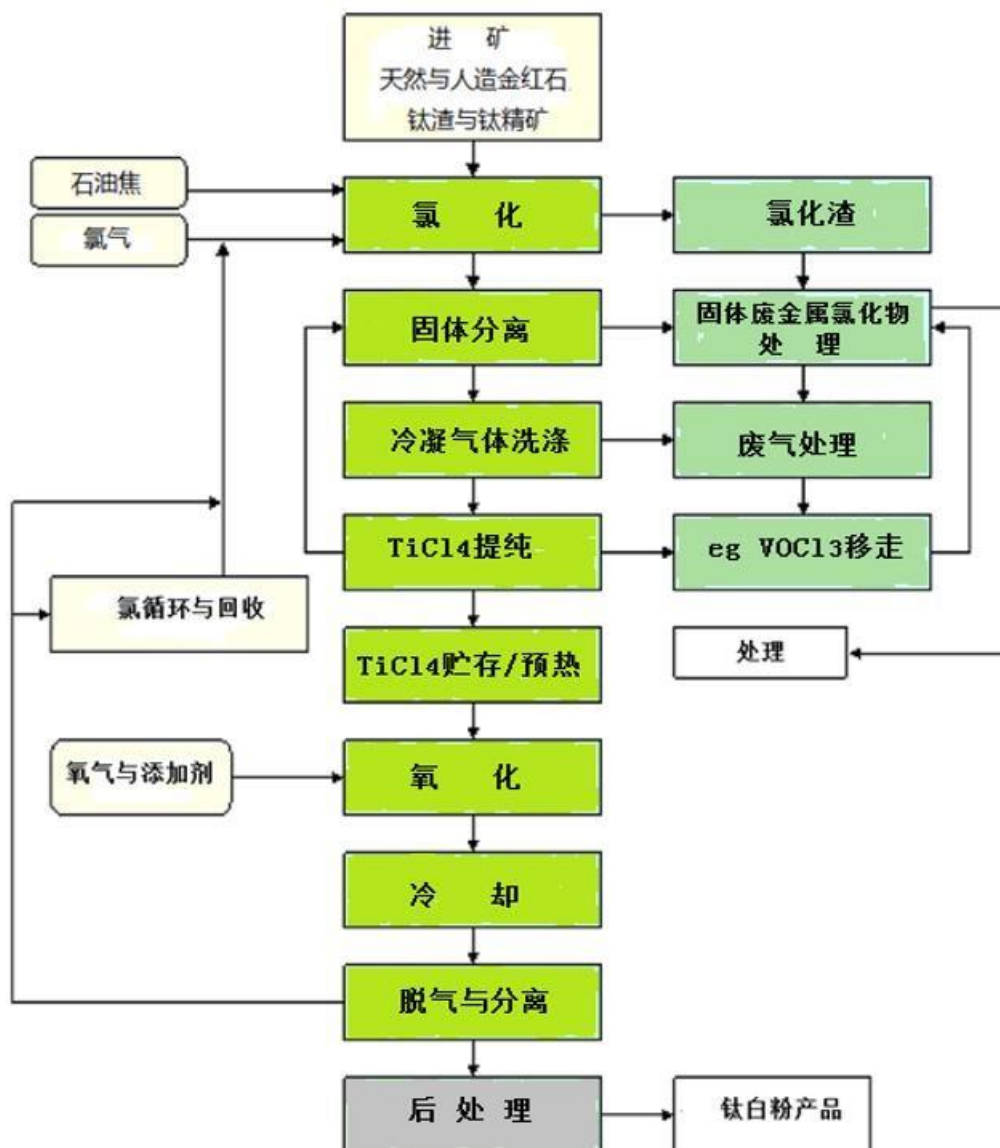 进 矿
天然与人造金红石
钛渣与钛精矿
石油焦
氯气
氯 化
氯化渣
固体分离
固体废金属氯化物
处 理
冷凝气体洗涤
废气处理
TiCl4提纯
eg VOCl3移走
氯循环与回收
TiCl4贮存/预热
处理
氧气与添加剂
氧 化
冷 却
脱气与分离
后 处 理
钛白粉产品